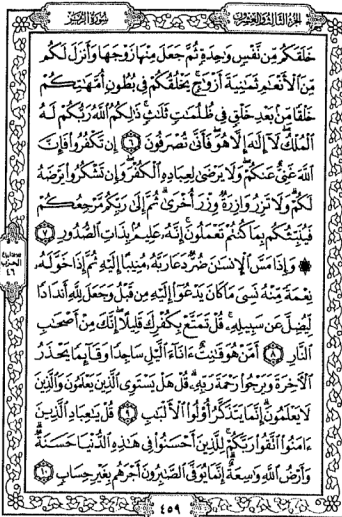 الجزء الثالث والعشرون
سورة الزمر
خَلَقَكُم مِّن نَّفْسٍ وَٰحِدَةٍ ثُمَّ جَعَلَ مِنْهَا زَوْجَهَا وَأَنزَلَ لَكُم
مِّنَ ٱلْأَنْعَٰمِ ثَمَٰنِيَةَ أَزْوَٰجٍ ۚ يَخْلُقُكُمْ فِى بُطُونِ أُمَّهَٰتِكُمْ
خَلْقًا مِّنۢ بَعْدِ خَلْقٍ فِى ظُلُمَٰتٍ ثَلَٰثٍ ۚ ذَٰلِكُمُ ٱللَّهُ رَبُّكُمْ لَهُ
ٱلْمُلْكُ ۖ لَآ إِلَٰهَ إِلَّا هُوَ ۖ فَأَنَّىٰ تُصْرَفُونَ ٦ إِن تَكْفُرُوا۟ فَإِنَّ
ٱللَّهَ غَنِىٌّ عَنكُمْ ۖ وَلَا يَرْضَىٰ لِعِبَادِهِ ٱلْكُفْرَ ۖ وَإِن تَشْكُرُوا۟ يَرْضَهُ
لَكُمْ ۗ وَلَا تَزِرُ وَازِرَةٌ وِزْرَ أُخْرَىٰ ۗ ثُمَّ إِلَىٰ رَبِّكُم مَّرْجِعُكُمْ
فَيُنَبِّئُكُم بِمَا كُنتُمْ تَعْمَلُونَ ۚ إِنَّهُۥ عَلِيمٌۢ بِذَاتِ ٱلصُّدُورِ ٧
۞ وَإِذَا مَسَّ ٱلْإِنسَٰنَ ضُرٌّ دَعَا رَبَّهُۥ مُنِيبًا إِلَيْهِ ثُمَّ إِذَا خَوَّلَهُۥ
نِعْمَةً مِّنْهُ نَسِىَ مَا كَانَ يَدْعُوٓا۟ إِلَيْهِ مِن قَبْلُ وَجَعَلَ لِلَّهِ أَندَادًا
لِّيُضِلَّ عَن سَبِيلِهِۦ ۚ قُلْ تَمَتَّعْ بِكُفْرِكَ قَلِيلًا ۖ إِنَّكَ مِنْ أَصْحَٰبِ
ٱلنَّارِ ٨ أَمَّنْ هُوَ قَٰنِتٌ ءَانَآءَ ٱلَّيْلِ سَاجِدًا وَقَآئِمًا يَحْذَرُ
ٱلْءَاخِرَةَ وَيَرْجُوا۟ رَحْمَةَ رَبِّهِۦ ۗ قُلْ هَلْ يَسْتَوِى ٱلَّذِينَ يَعْلَمُونَ وَٱلَّذِينَ
لَا يَعْلَمُونَ ۗ إِنَّمَا يَتَذَكَّرُ أُو۟لُوا۟ ٱلْأَلْبَٰبِ ٩ قُلْ يَٰعِبَادِ ٱلَّذِينَ
ءَامَنُوا۟ ٱتَّقُوا۟ رَبَّكُمْ ۚ لِلَّذِينَ أَحْسَنُوا۟ فِى هَٰذِهِ ٱلدُّنْيَا حَسَنَةٌ ۗ
وَأَرْضُ ٱللَّهِ وَٰسِعَةٌ ۗ إِنَّمَا يُوَفَّى ٱلصَّٰبِرُونَ أَجْرَهُم بِغَيْرِ حِسَابٍ ١٠
الحزب
٤٦
٤٥٩